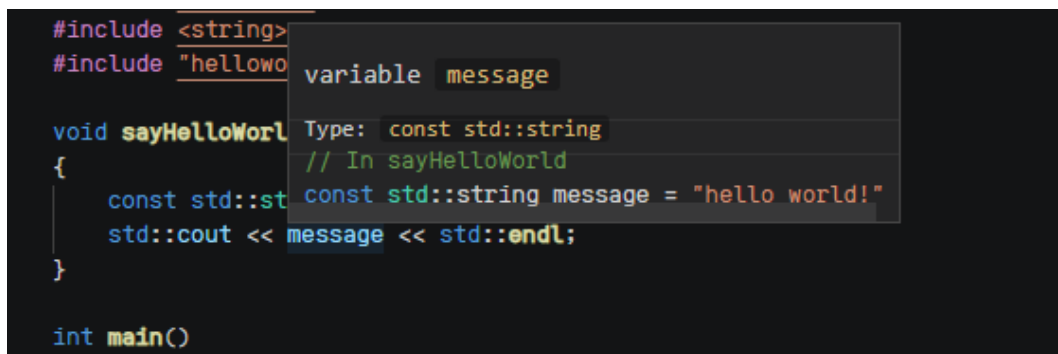 #include <string>
#include "hellowo
variable message
void sayHelloWorl
Type: const std::string
{
// In sayHelloWorld
const std::st
const std::string message = "hello world!"
std::cout << message << std::endl;
}
int main()